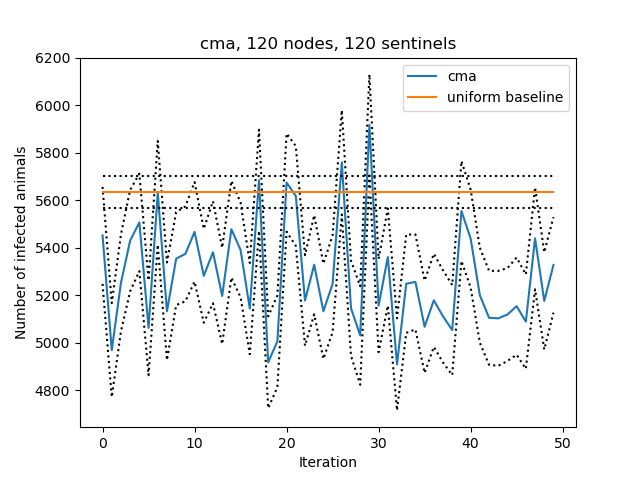 cma, 120 nodes, 120 sentinels
cma
uniform baseline
Number of infected animals
6200
6000
5800
5600
5400
5200
5000
4800
0 10 20 30 40 50
Iteration